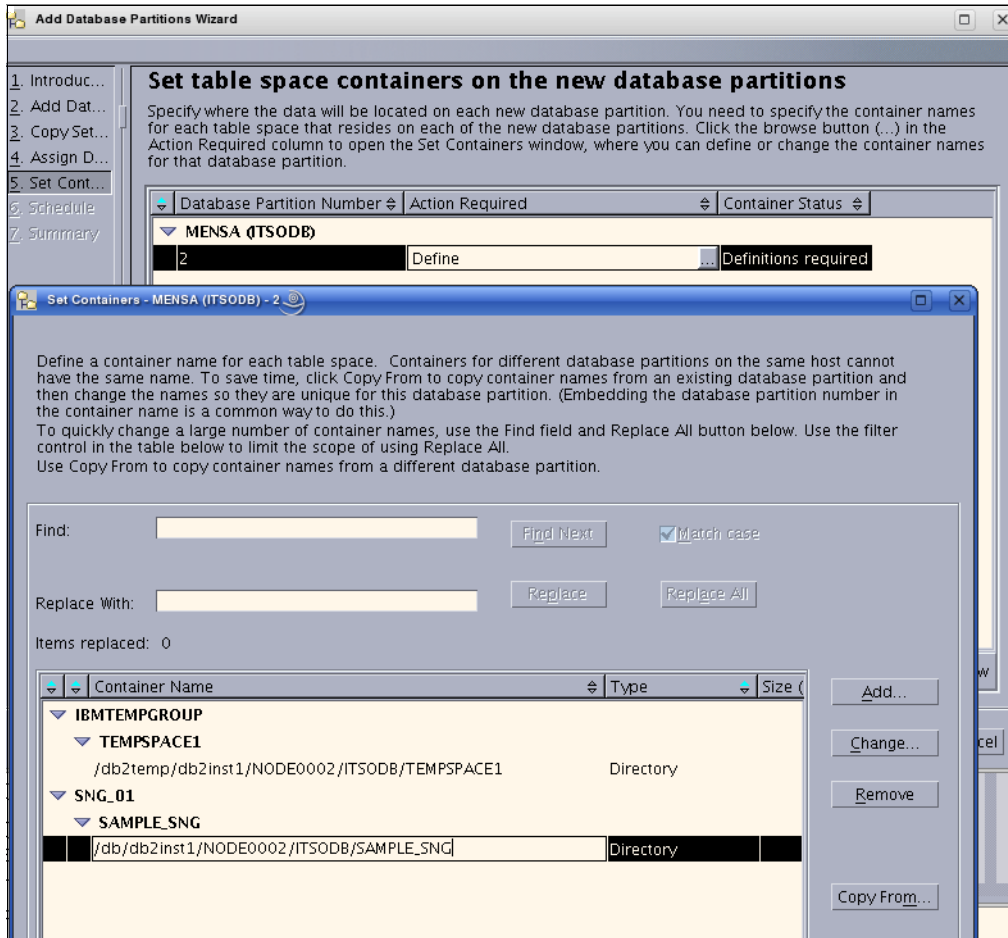 Add Database Partitions Wizard
1. Introduc...
2. Add Dat...
3. Copy Set...
4. Assign D...
5. Set Cont...
6. Schedule
7. Summary
Set table space containers on the new database partitions
Specify where the data will be located on each new database partition. You need to specify the container names
for each table space that resides on each of the new database partitions. Click the browse button (...) in the
Action Required column to open the Set Containers window, where you can define or change the container names
for that database partition.
Database Partition Number Action Required Container Status
MENSA (ITSODB)
2 Define ... Definitions required
Set Containers - MENSA (ITSODB) - 2
Define a container name for each table space. Containers for different database partitions on the same host cannot
have the same name. To save time, click Copy From to copy container names from an existing database partition and
then change the names so they are unique for this database partition. (Embedding the database partition number in
the container name is a common way to do this.)
To quickly change a large number of container names, use the Find field and Replace All button below. Use the filter
control in the table below to limit the scope of using Replace All.
Use Copy From to copy container names from a different database partition.
Find: Find Next Match case
Replace With: Replace Replace All
Items replaced: 0
Container Name Type Size (
Add...
IBMTEMPGROUP
TEMPSPACE1
Change...
cel
/db2temp/db2inst1/NODE0002/ITSODB/TEMPSPACE1 Directory
SNG_01
Remove
SAMPLE_SNG
/db/db2inst1/NODE0002/ITSODB/SAMPLE_SNG Directory
Copy From...